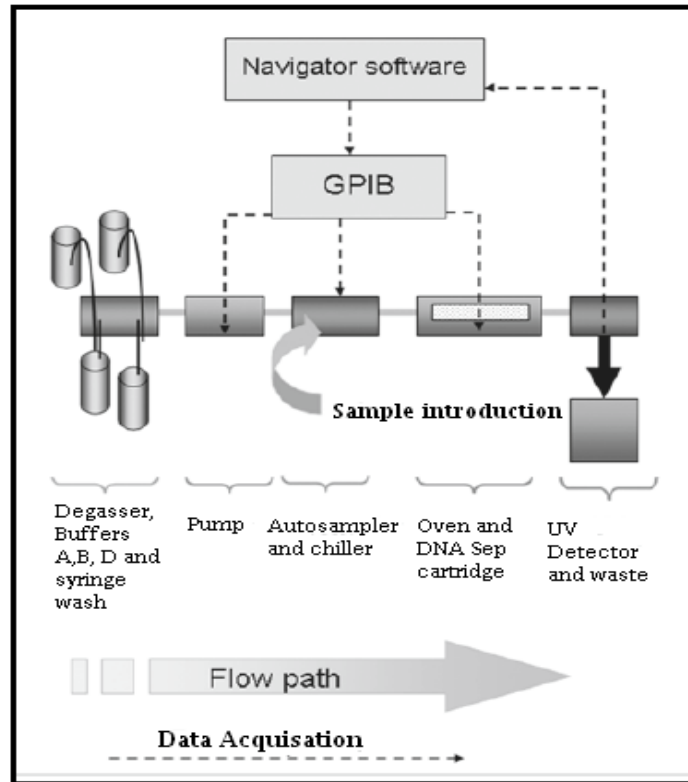 Navigator software
GPIB
Sample introduction
Degasser,
Buffers
A,B, D and
syringe
wash
Pump
Autosampler
and chiller
Oven and
DNA Sep
cartridge
UV
Detector
and waste
Flow path
Data Acquisation